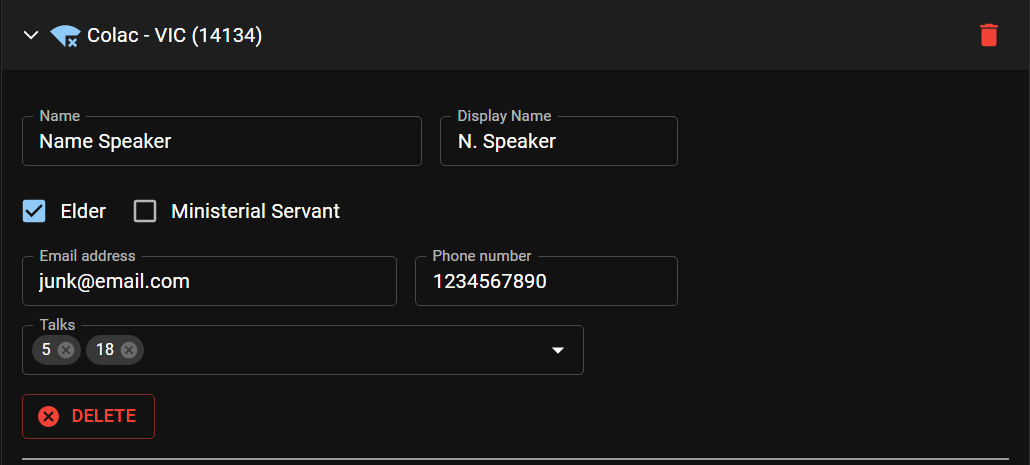 Colac - VIC (14134)
Name
Display Name
Name Speaker
N. Speaker
Elder
Ministerial Servant
Email address
Phone number
junk@email.com
1234567890
Talks
5
18
DELETE